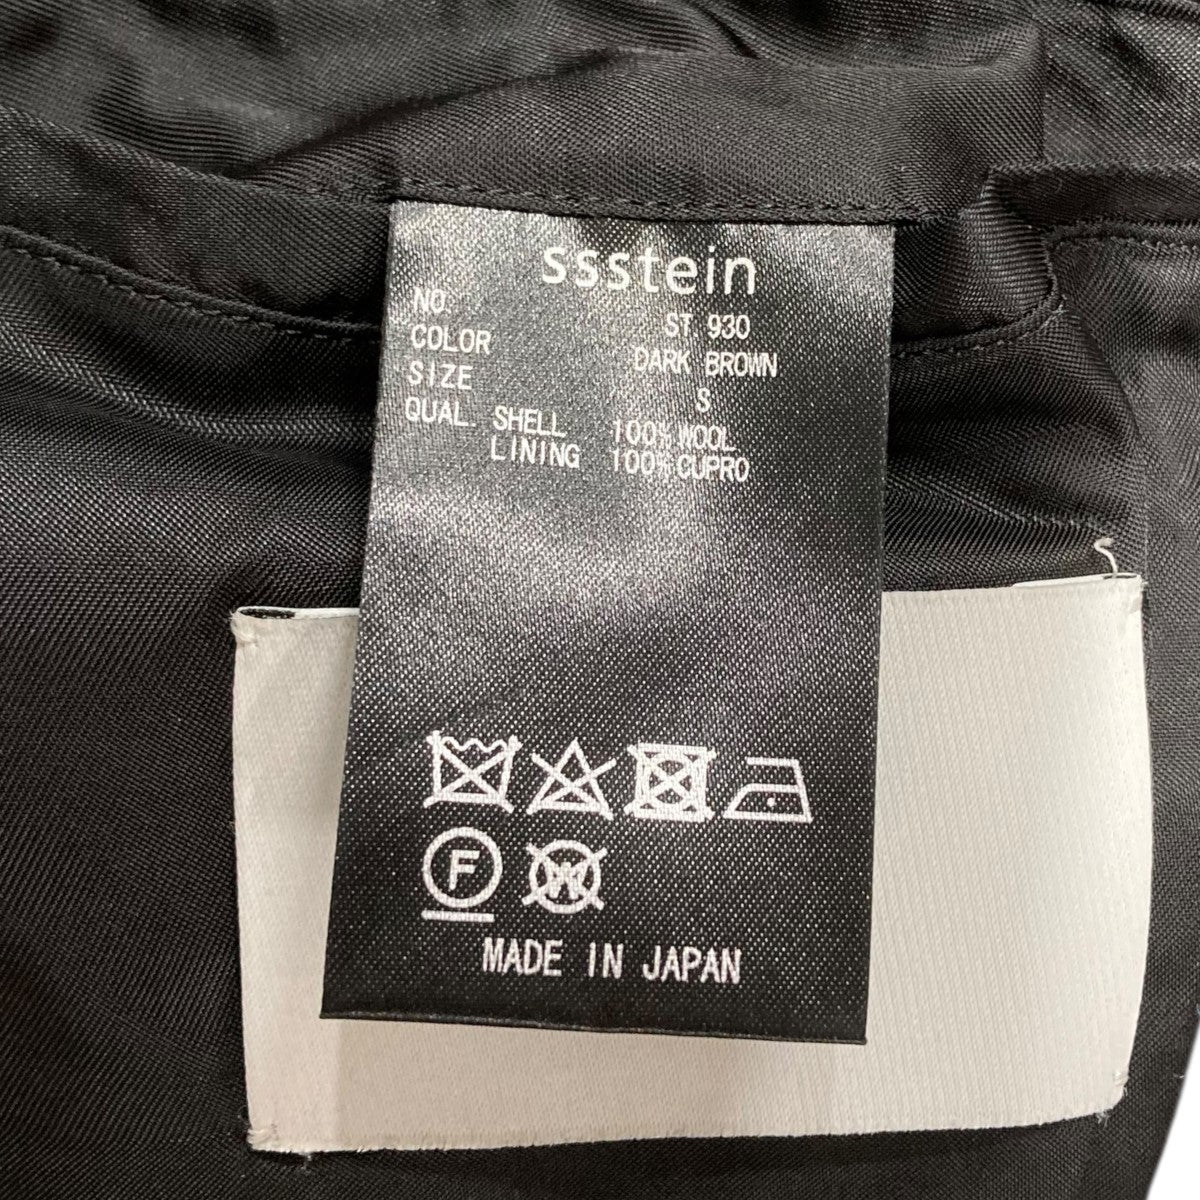 ssstein
NO. ST 930
COLOR DARK BROWN
SIZE S
QUAL. SHELL 100% WOOL
LINING 100% CUPRO
F W
MADE IN JAPAN